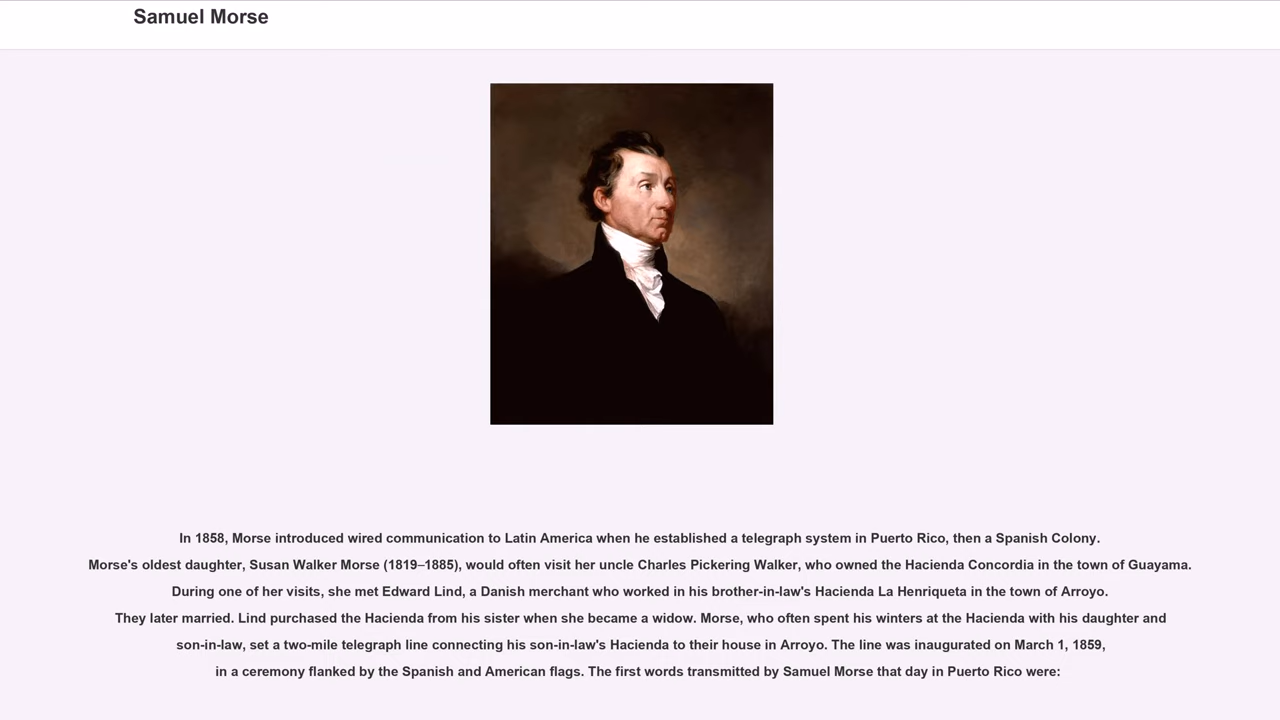 Samuel Morse
In 1858, Morse introduced wired communication to Latin America when he established a telegraph system in Puerto Rico, then a Spanish Colony.
Morse's oldest daughter, Susan Walker Morse (1819–1885), would often visit her uncle Charles Pickering Walker, who owned the Hacienda Concordia in the town of Guayama.
During one of her visits, she met Edward Lind, a Danish merchant who worked in his brother-in-law's Hacienda La Henriqueta in the town of Arroyo.
They later married. Lind purchased the Hacienda from his sister when she became a widow. Morse, who often spent his winters at the Hacienda with his daughter and
son-in-law, set a two-mile telegraph line connecting his son-in-law's Hacienda to their house in Arroyo. The line was inaugurated on March 1, 1859,
in a ceremony flanked by the Spanish and American flags. The first words transmitted by Samuel Morse that day in Puerto Rico were: